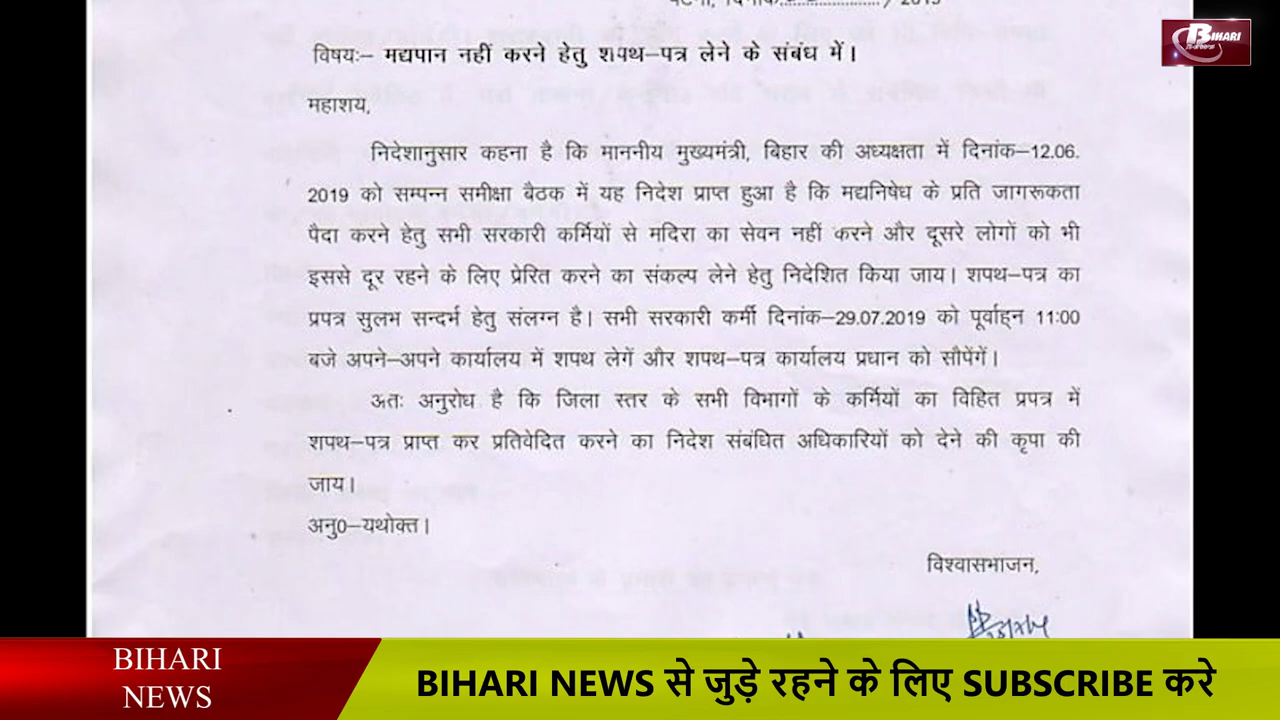 पटना, दिनांक...................../ 2019
BIHARI
विषयः– मद्यपान नहीं करने हेतु शपथ–पत्र लेने के संबंध में।
महाशय,
निदेशानुसार कहना है कि माननीय मुख्यमंत्री, बिहार की अध्यक्षता में दिनांक–12.06.
2019 को सम्पन्न समीक्षा बैठक में यह निदेश प्राप्त हुआ है कि मद्यनिषेध के प्रति जागरूकता
पैदा करने हेतु सभी सरकारी कर्मियों से मदिरा का सेवन नहीं करने और दूसरे लोगों को भी
इससे दूर रहने के लिए प्रेरित करने का संकल्प लेने हेतु निदेशित किया जाय। शपथ–पत्र का
प्रपत्र सुलभ सन्दर्भ हेतु संलग्न है। सभी सरकारी कर्मी दिनांक–29.07.2019 को पूर्वाह्न 11:00
बजे अपने–अपने कार्यालय में शपथ लेगें और शपथ–पत्र कार्यालय प्रधान को सौपेंगें।
अतः अनुरोध है कि जिला स्तर के सभी विभागों के कर्मियों का विहित प्रपत्र में
शपथ–पत्र प्राप्त कर प्रतिवेदित करने का निदेश संबंधित अधिकारियों को देने की कृपा की
जाय।
अनु0–यथोक्त।
विश्वासभाजन,
BIHARI
NEWS
BIHARI NEWS से जुड़े रहने के लिए SUBSCRIBE करे